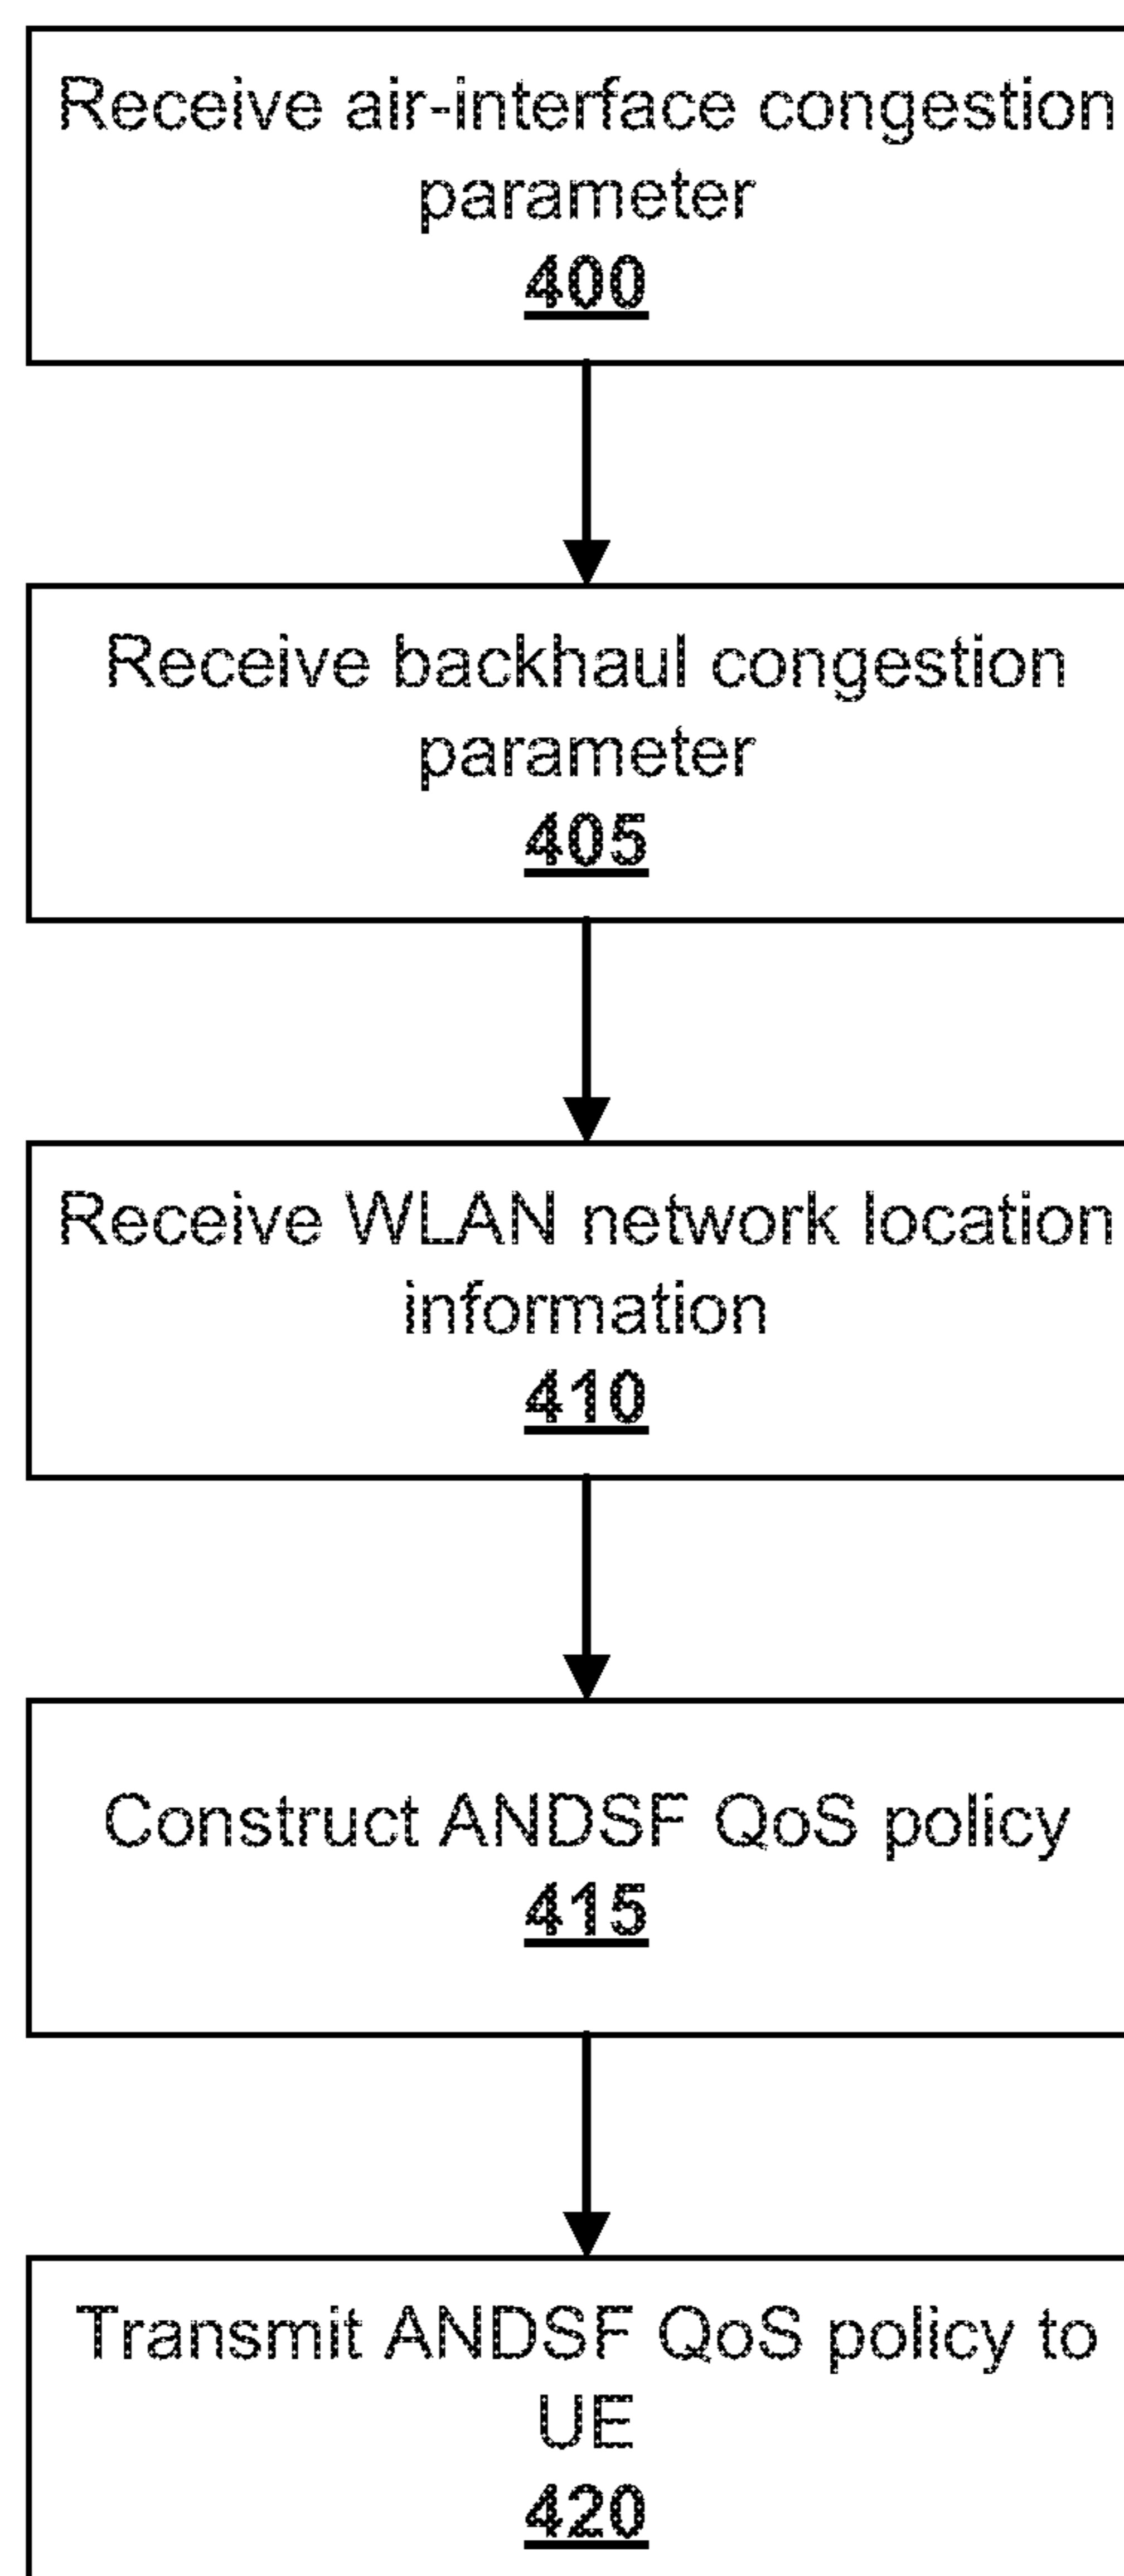 Receive air-interface congestion
parameter
400
Receive backhaul congestion
parameter
405
Receive WLAN network location
information
410
Construct ANDSF QoS policy
415
Transmit ANDSF QoS policy to
UE
420